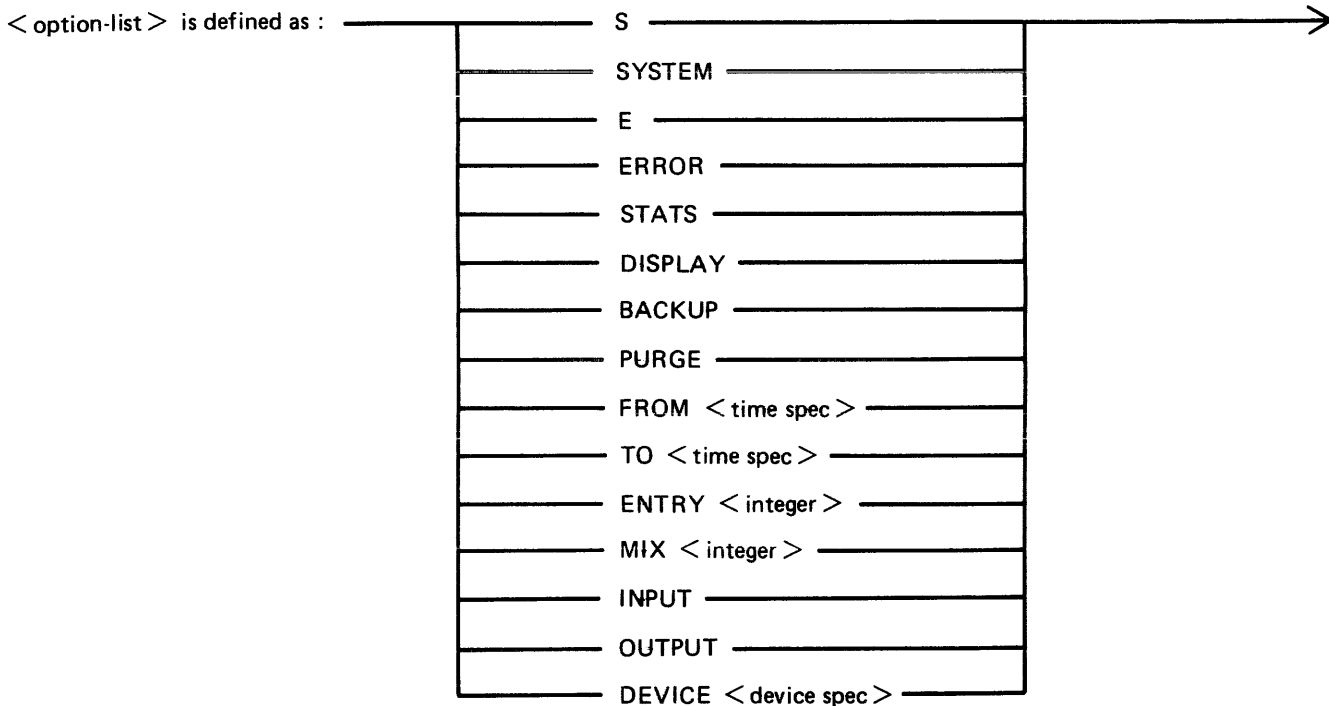 < option-list > is defined as : S
SYSTEM
E
ERROR
STATS
DISPLAY
BACKUP
PURGE
FROM < time spec >
TO < time spec >
ENTRY < integer >
MIX < integer >
INPUT
OUTPUT
DEVICE < device spec >